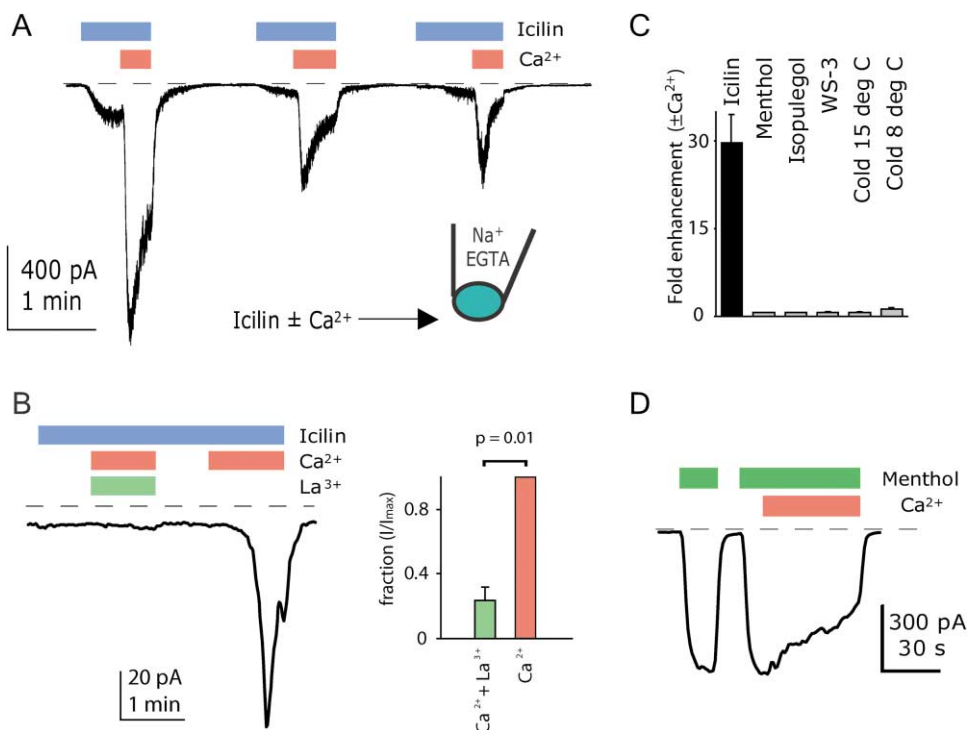 A
Icilin
Ca²⁺
400 pA
1 min
Na⁺
EGTA
Icilin ± Ca²⁺
C
Fold enhancement (±Ca²⁺)
30
15
0
Icilin
Menthol
Isopulegol
WS-3
Cold 15 deg C
Cold 8 deg C
B
Icilin
Ca²⁺
La³⁺
20 pA
1 min
p = 0.01
fraction (I/Imax)
0.8
0.4
0
Ca²⁺ + La³⁺
Ca²⁺
D
Menthol
Ca²⁺
300 pA
30 s